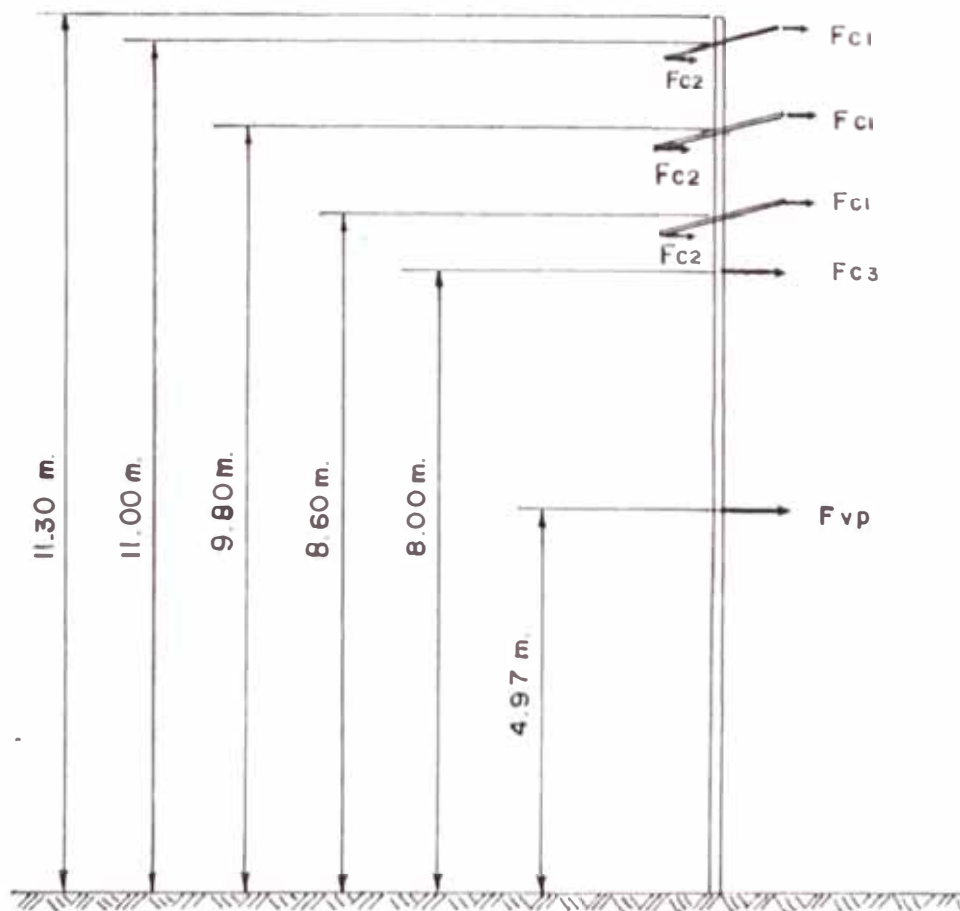 Fc1
Fc2
Fc1
Fc2
Fc1
Fc2
Fc3
11.30 m.
11.00 m.
9.80 m.
8.60 m.
8.00 m.
Fvp
4.97 m.